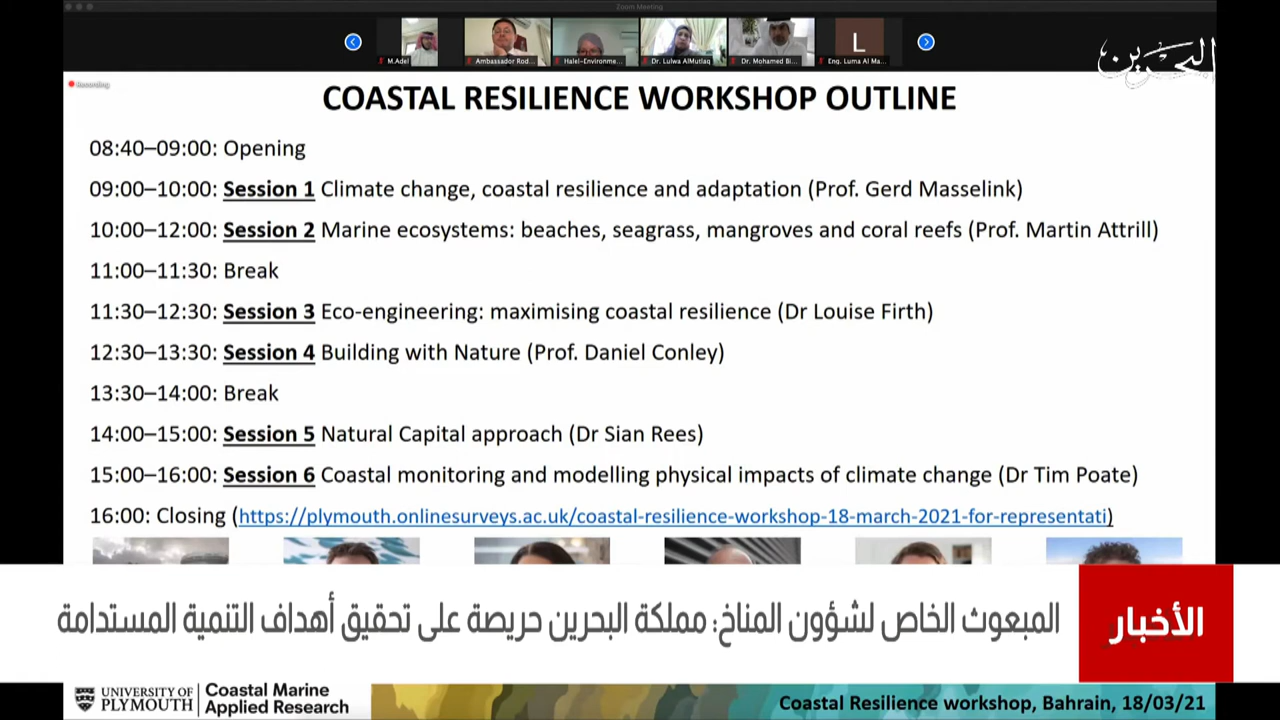 Zoom Meeting
M.Adel
Ambassador Rod...
Halel-Environme...
Dr. Lulwa AlMutlaq
Dr. Mohamed Bi...
L
Eng. Luma Al Ma...
البحرين
Recording
COASTAL RESILIENCE WORKSHOP OUTLINE
08:40–09:00: Opening
09:00–10:00: Session 1 Climate change, coastal resilience and adaptation (Prof. Gerd Masselink)
10:00–12:00: Session 2 Marine ecosystems: beaches, seagrass, mangroves and coral reefs (Prof. Martin Attrill)
11:00–11:30: Break
11:30–12:30: Session 3 Eco-engineering: maximising coastal resilience (Dr Louise Firth)
12:30–13:30: Session 4 Building with Nature (Prof. Daniel Conley)
13:30–14:00: Break
14:00–15:00: Session 5 Natural Capital approach (Dr Sian Rees)
15:00–16:00: Session 6 Coastal monitoring and modelling physical impacts of climate change (Dr Tim Poate)
16:00: Closing (https://plymouth.onlinesurveys.ac.uk/coastal-resilience-workshop-18-march-2021-for-representati)
الأخبار
المبعوث الخاص لشؤون المناخ: مملكة البحرين حريصة على تحقيق أهداف التنمية المستدامة
UNIVERSITY OF
PLYMOUTH
Coastal Marine
Applied Research
Coastal Resilience workshop, Bahrain, 18/03/21